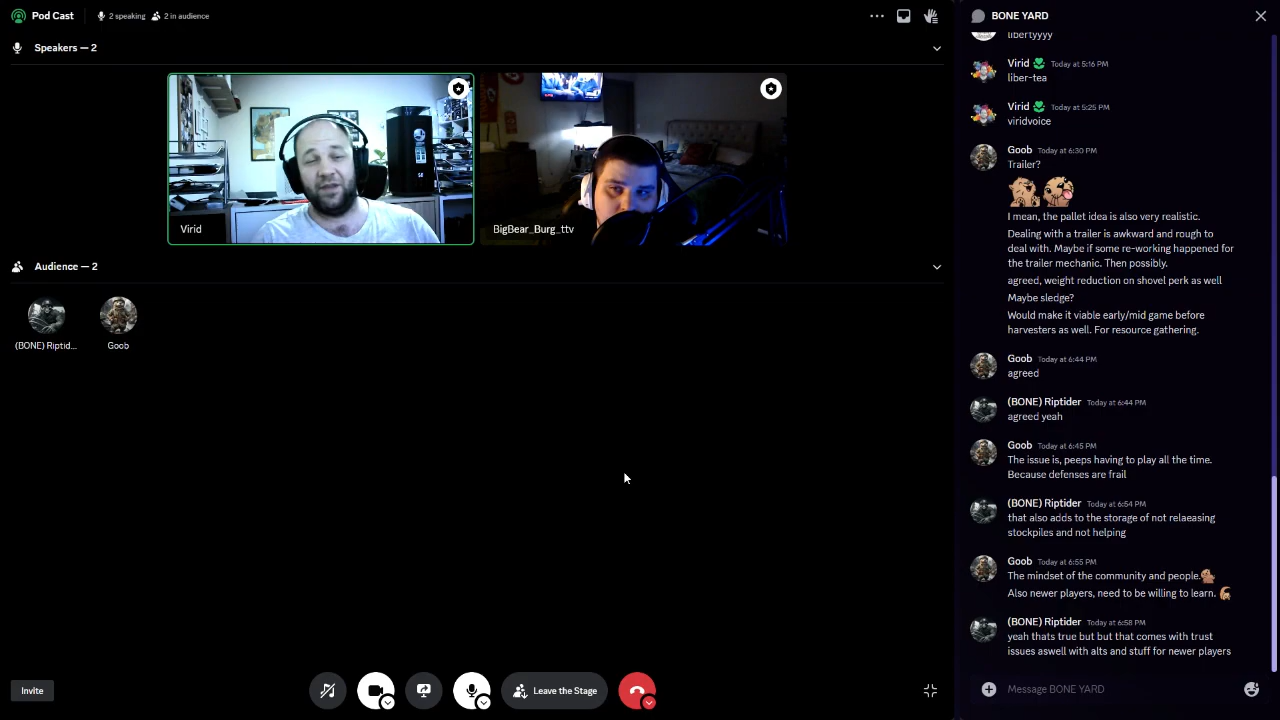 Pod Cast
2 speaking
2 in audience
Speakers — 2
Virid
BigBear_Burg_ttv
Audience — 2
(BONE) Riptid...
Goob
Invite
Leave the Stage
BONE YARD
libertyyyy
Virid Today at 5:16 PM
liber-tea
Virid Today at 5:25 PM
viridvoice
Goob Today at 6:30 PM
Trailer?
I mean, the pallet idea is also very realistic.
Dealing with a trailer is awkward and rough to
deal with. Maybe if some re-working happened for
the trailer mechanic. Then possibly.
agreed, weight reduction on shovel perk as well
Maybe sledge?
Would make it viable early/mid game before
harvesters as well. For resource gathering.
Goob Today at 6:44 PM
agreed
(BONE) Riptider Today at 6:44 PM
agreed yeah
Goob Today at 6:45 PM
The issue is, peeps having to play all the time.
Because defenses are frail
(BONE) Riptider Today at 6:54 PM
that also adds to the storage of not relaeasing
stockpiles and not helping
Goob Today at 6:55 PM
The mindset of the community and people.
Also newer players, need to be willing to learn.
(BONE) Riptider Today at 6:58 PM
yeah thats true but but that comes with trust
issues aswell with alts and stuff for newer players
Message BONE YARD